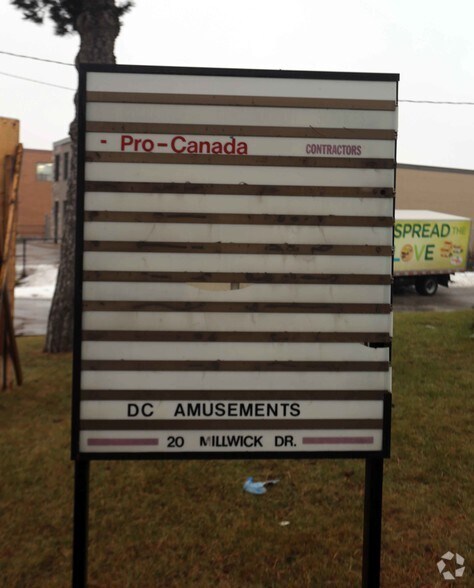 - Pro-Canada CONTRACTORS
SPREAD THE
LOVE
DC AMUSEMENTS
20 MILLWICK DR.